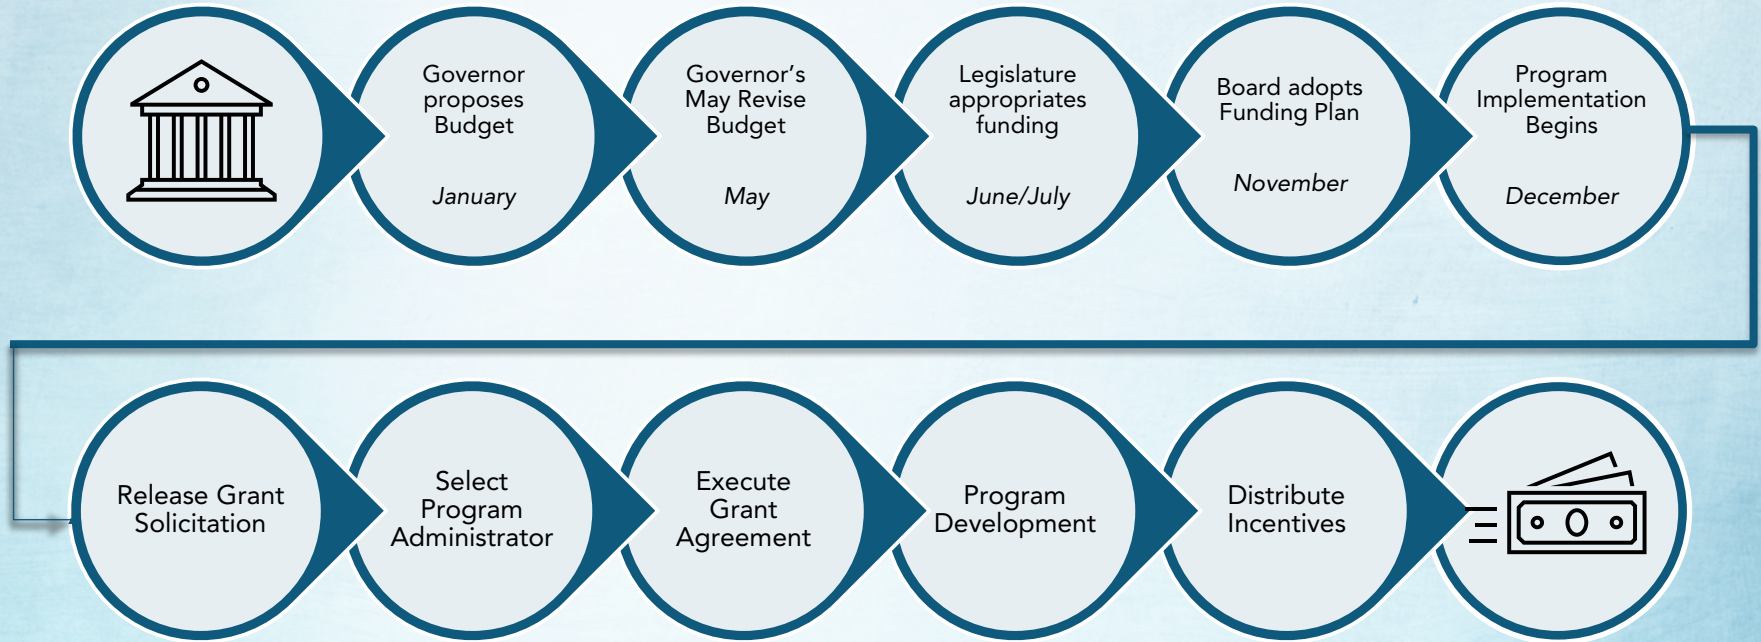 Governor
proposes
Budget
January
Governor's
May Revise
Budget
May
Legislature
appropriates
funding
June/July
Board adopts
Funding Plan
November
Program
Implementation
Begins
December
Release Grant
Solicitation
Select
Program
Administrator
Execute
Grant
Agreement
Program
Development
Distribute
Incentives